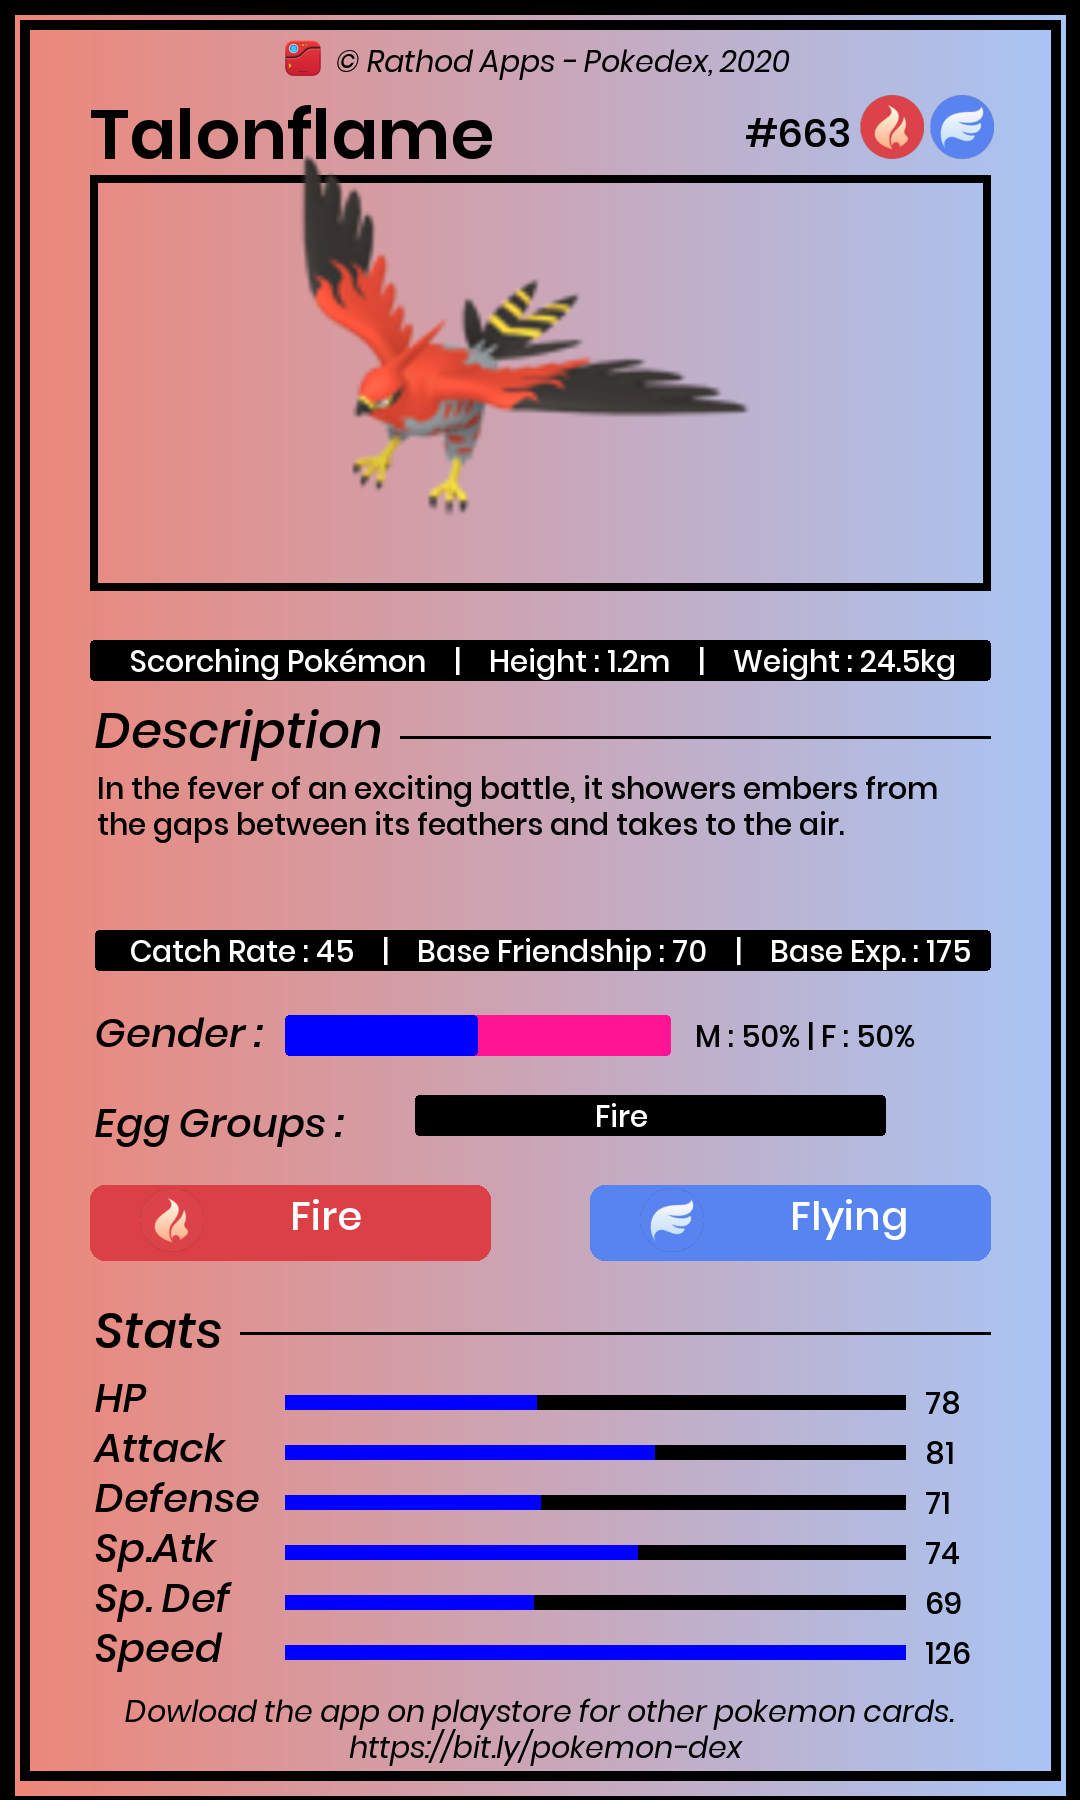 © Rathod Apps - Pokedex, 2020
Talonflame #663
Scorching Pokémon | Height : 1.2m | Weight : 24.5kg
Description
In the fever of an exciting battle, it showers embers from
the gaps between its feathers and takes to the air.
Catch Rate : 45 | Base Friendship : 70 | Base Exp. : 175
Gender : M : 50% | F : 50%
Egg Groups : Fire
Fire Flying
Stats
HP 78
Attack 81
Defense 71
Sp.Atk 74
Sp. Def 69
Speed 126
Dowload the app on playstore for other pokemon cards.
https://bit.ly/pokemon-dex